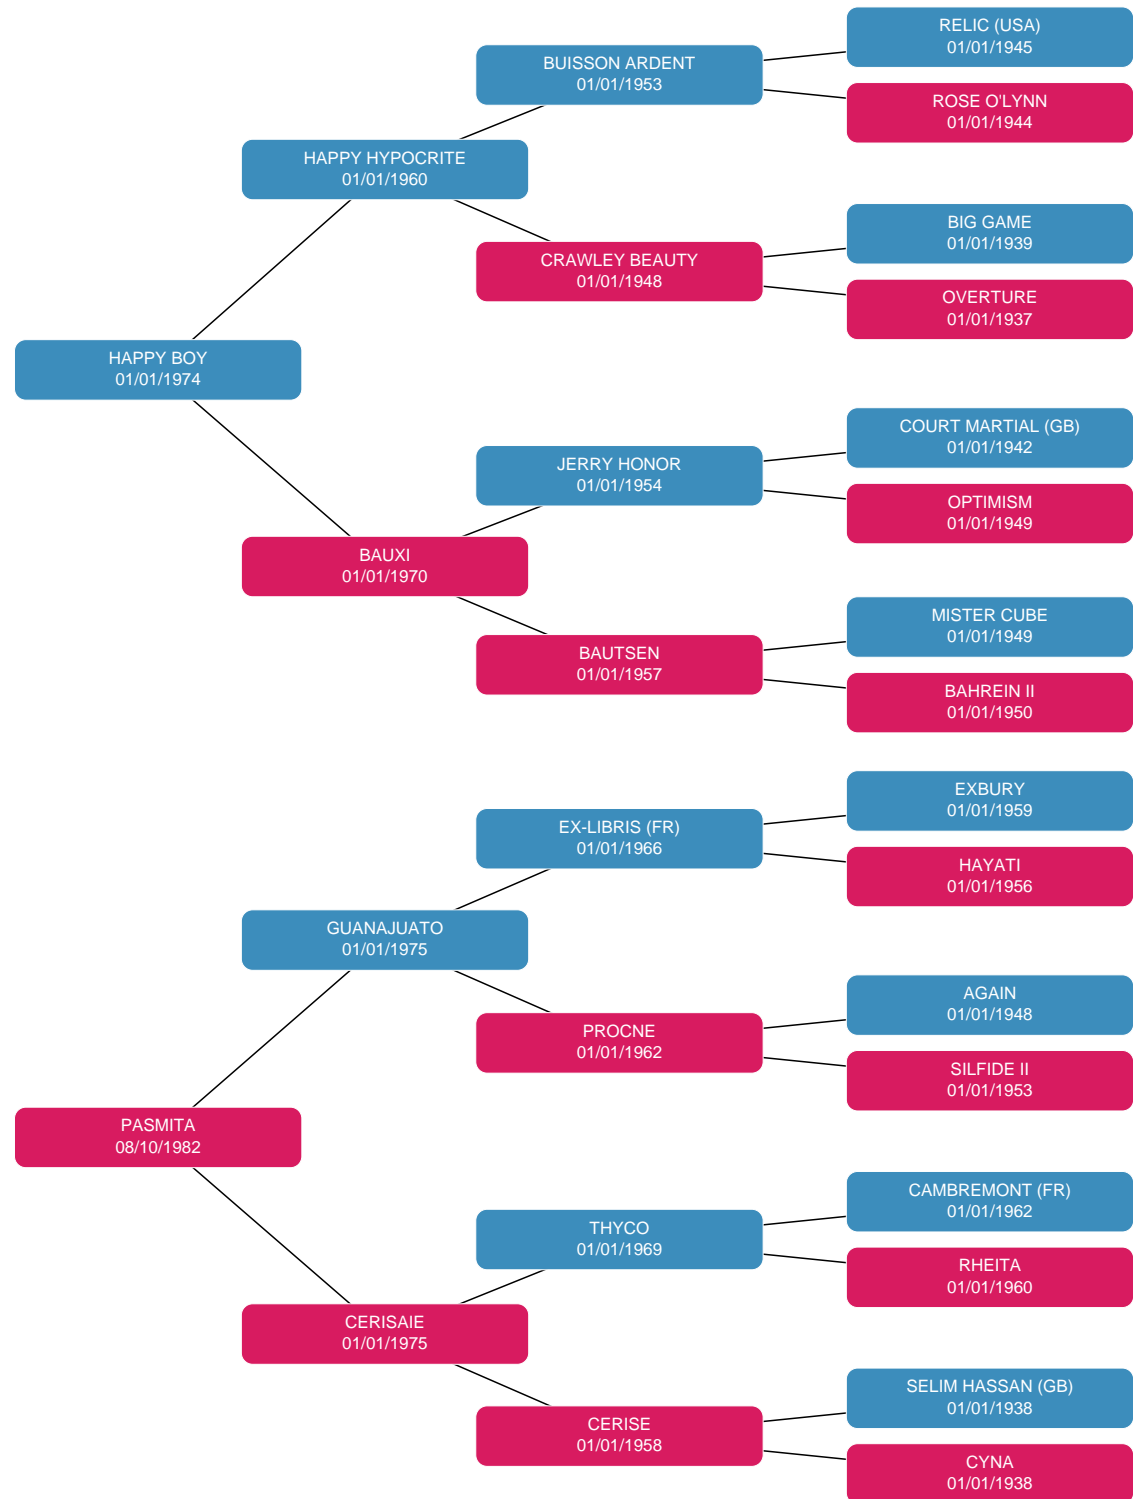 RELIC (USA)
01/01/1945
BUISSON ARDENT
01/01/1953
ROSE O'LYNN
01/01/1944
HAPPY HYPOCRITE
01/01/1960
BIG GAME
01/01/1939
CRAWLEY BEAUTY
01/01/1948
OVERTURE
01/01/1937
HAPPY BOY
01/01/1974
COURT MARTIAL (GB)
01/01/1942
JERRY HONOR
01/01/1954
OPTIMISM
01/01/1949
BAUXI
01/01/1970
MISTER CUBE
01/01/1949
BAUTSEN
01/01/1957
BAHREIN II
01/01/1950
EXBURY
01/01/1959
EX-LIBRIS (FR)
01/01/1966
HAYATI
01/01/1956
GUANAJUATO
01/01/1975
AGAIN
01/01/1948
PROCNE
01/01/1962
SILFIDE II
01/01/1953
PASMITA
08/10/1982
CAMBREMONT (FR)
01/01/1962
THYCO
01/01/1969
RHEITA
01/01/1960
CERISAIE
01/01/1975
SELIM HASSAN (GB)
01/01/1938
CERISE
01/01/1958
CYNA
01/01/1938